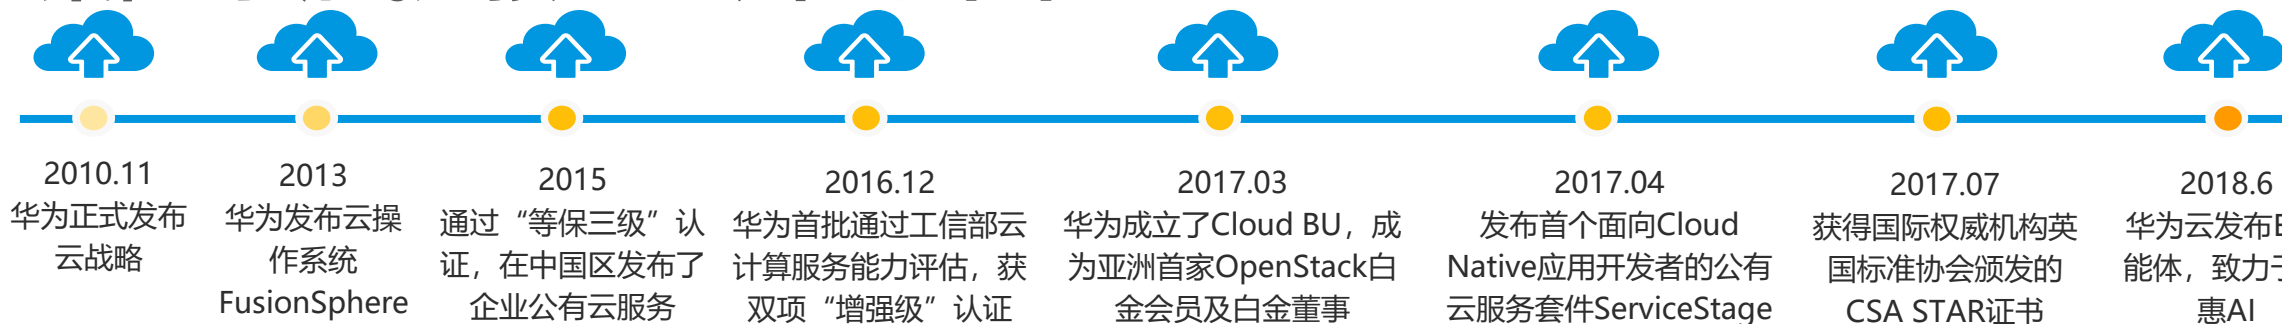 2010.11
华为正式发布
云战略
2013
华为发布云操
作系统
FusionSphere
2015
通过“等保三级”认
证，在中国区发布了
企业公有云服务
2016.12
华为首批通过工信部云
计算服务能力评估，获
双项“增强级”认证
2017.03
华为成立了Cloud BU，成
为亚洲首家OpenStack白
金会员及白金董事
2017.04
发布首个面向Cloud
Native应用开发者的公有
云服务套件ServiceStage
2017.07
获得国际权威机构英
国标准协会颁发的
CSA STAR证书
2018.6
华为云发布E
能体，致力于
惠AI